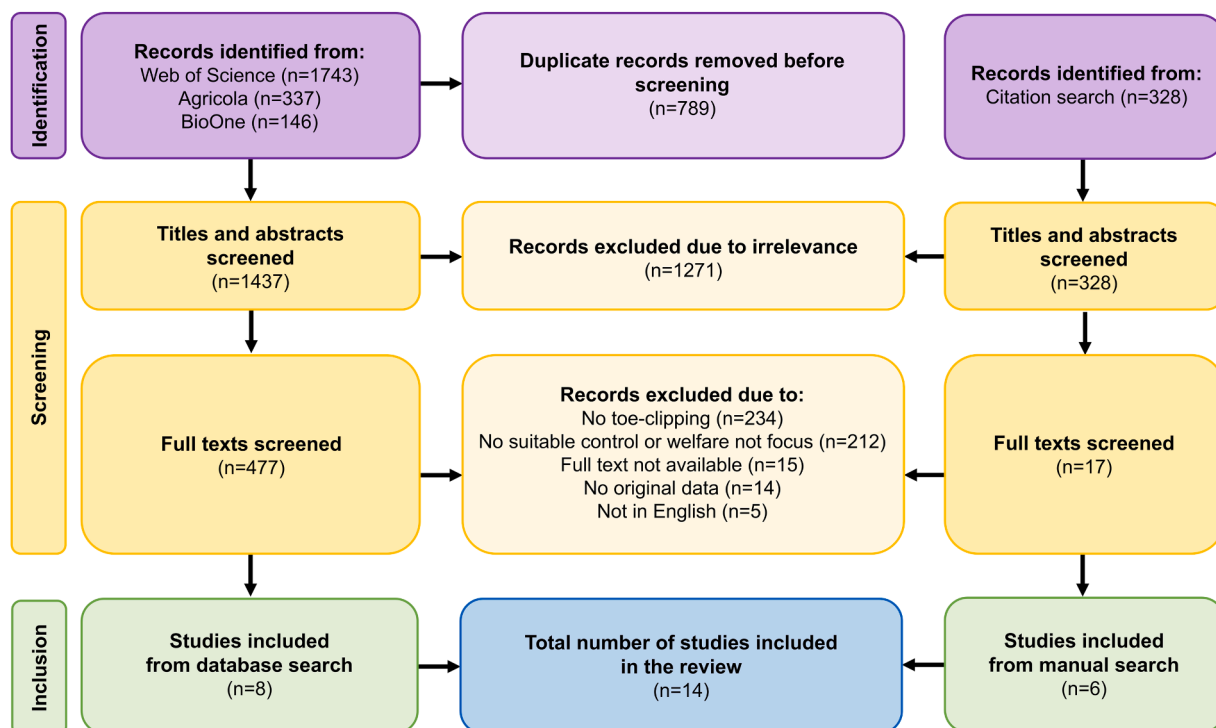 Identification
Records identified from:
Web of Science (n=1743)
Agricola (n=337)
BioOne (n=146)
Duplicate records removed before
screening
(n=789)
Records identified from:
Citation search (n=328)
Screening
Titles and abstracts
screened
(n=1437)
Records excluded due to irrelevance
(n=1271)
Titles and abstracts
screened
(n=328)
Full texts screened
(n=477)
Records excluded due to:
No toe-clipping (n=234)
No suitable control or welfare not focus (n=212)
Full text not available (n=15)
No original data (n=14)
Not in English (n=5)
Full texts screened
(n=17)
Inclusion
Studies included
from database search
(n=8)
Total number of studies included
in the review
(n=14)
Studies included
from manual search
(n=6)